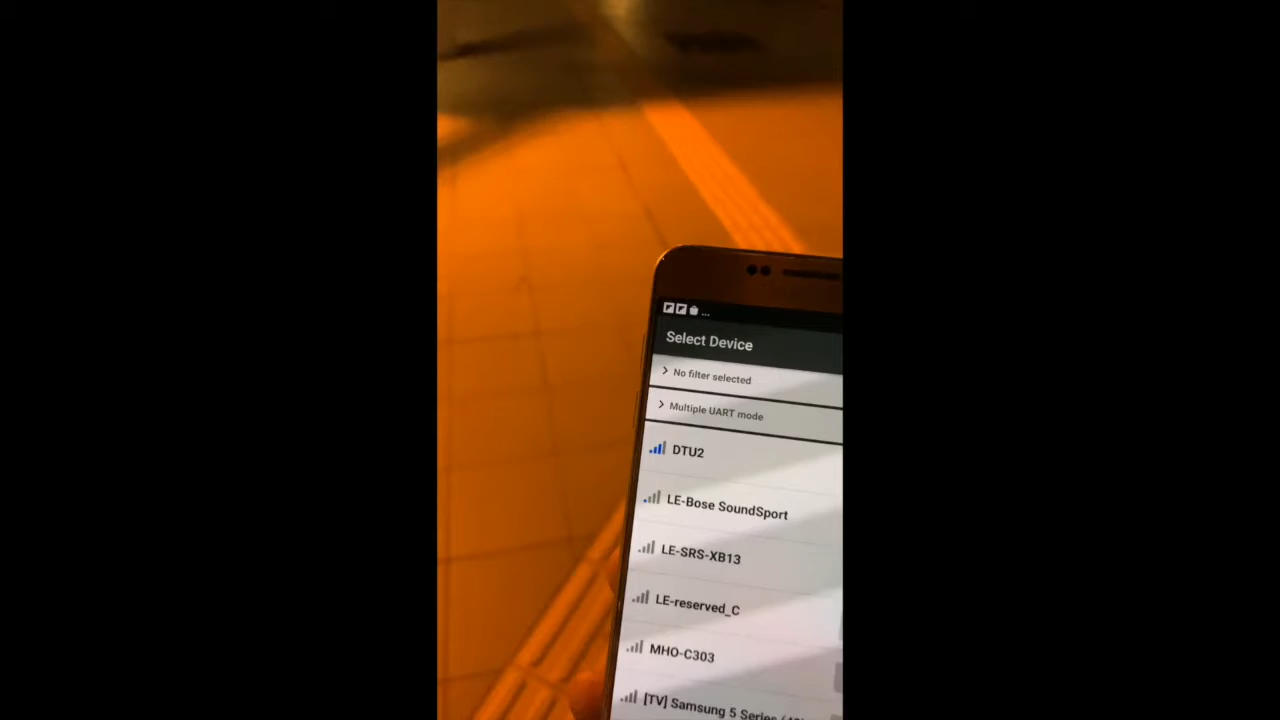 Select Device
No filter selected
Multiple UART mode
DTU2
LE-Bose SoundSport
LE-SRS-XB13
LE-reserved_C
MHO-C303
[TV] Samsung 5 Series